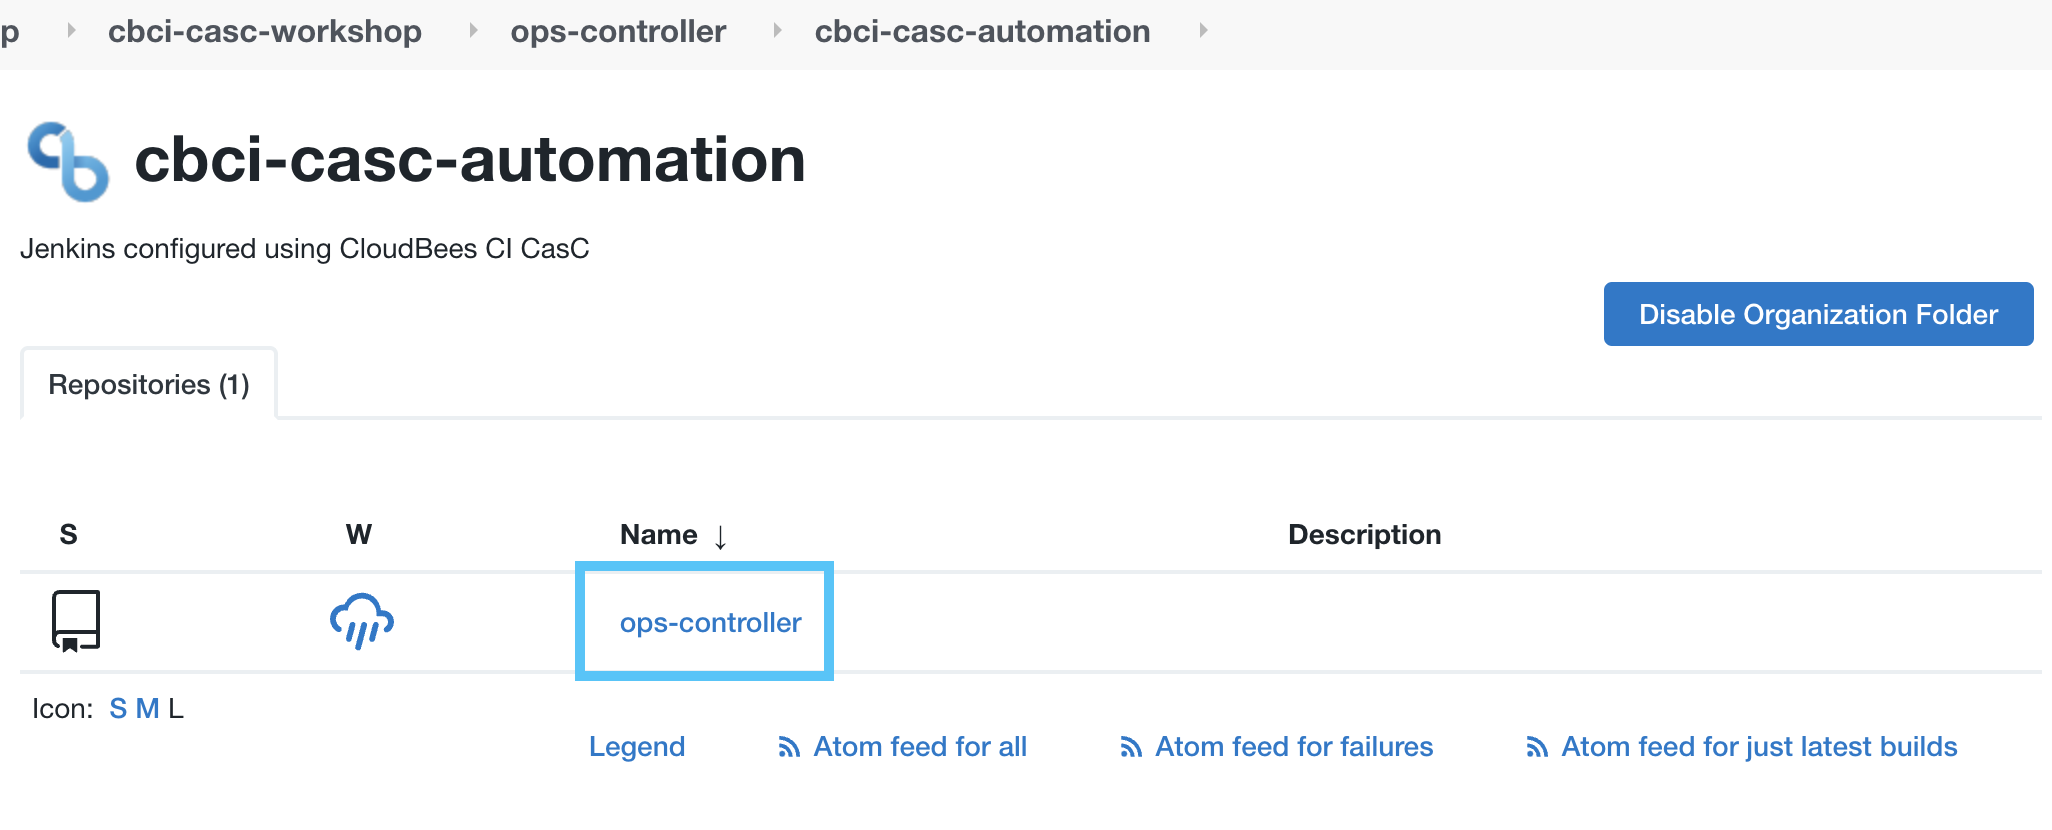 p cbci-casc-workshop ops-controller cbci-casc-automation
cbci-casc-automation
Jenkins configured using CloudBees CI CasC
Disable Organization Folder
Repositories (1)
S W Name ↓ Description
ops-controller
Icon: S M L
Legend Atom feed for all Atom feed for failures Atom feed for just latest builds